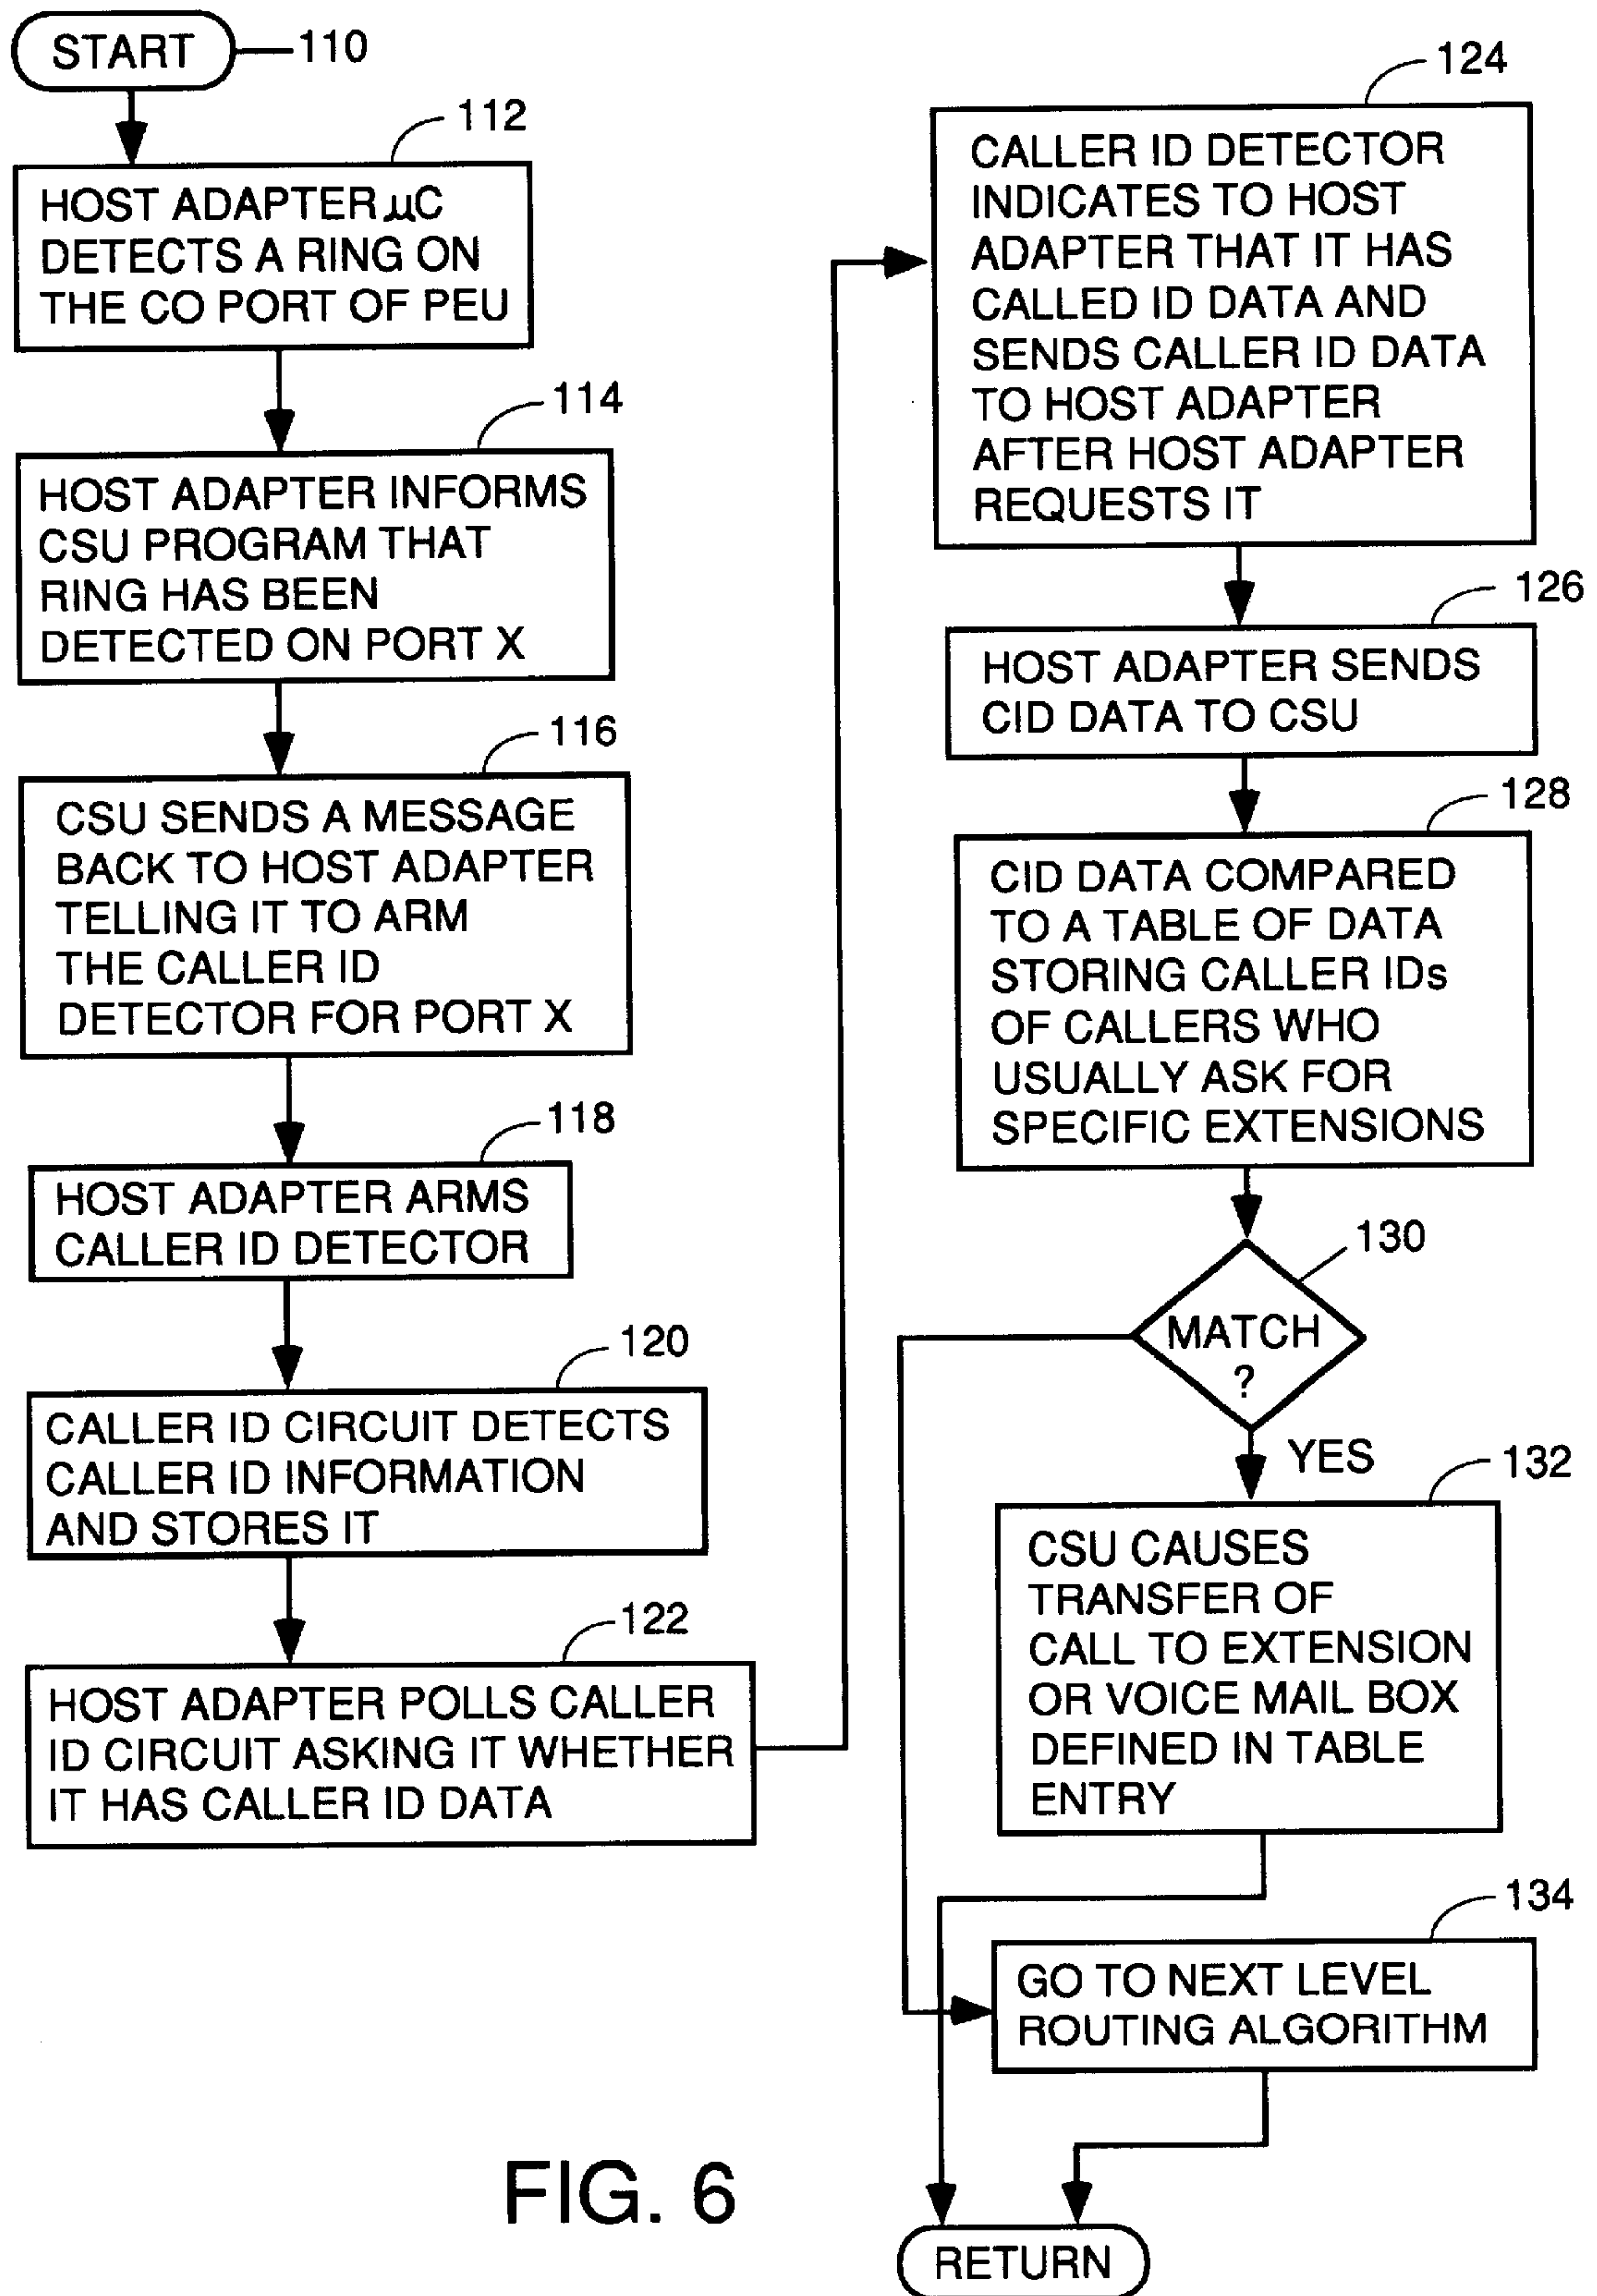 START
110
112
HOST ADAPTER µC
DETECTS A RING ON
THE CO PORT OF PEU
114
HOST ADAPTER INFORMS
CSU PROGRAM THAT
RING HAS BEEN
DETECTED ON PORT X
116
CSU SENDS A MESSAGE
BACK TO HOST ADAPTER
TELLING IT TO ARM
THE CALLER ID
DETECTOR FOR PORT X
118
HOST ADAPTER ARMS
CALLER ID DETECTOR
120
CALLER ID CIRCUIT DETECTS
CALLER ID INFORMATION
AND STORES IT
122
HOST ADAPTER POLLS CALLER
ID CIRCUIT ASKING IT WHETHER
IT HAS CALLER ID DATA
124
CALLER ID DETECTOR
INDICATES TO HOST
ADAPTER THAT IT HAS
CALLED ID DATA AND
SENDS CALLER ID DATA
TO HOST ADAPTER
AFTER HOST ADAPTER
REQUESTS IT
126
HOST ADAPTER SENDS
CID DATA TO CSU
128
CID DATA COMPARED
TO A TABLE OF DATA
STORING CALLER IDs
OF CALLERS WHO
USUALLY ASK FOR
SPECIFIC EXTENSIONS
130
MATCH
?
YES
132
CSU CAUSES
TRANSFER OF
CALL TO EXTENSION
OR VOICE MAIL BOX
DEFINED IN TABLE
ENTRY
134
GO TO NEXT LEVEL
ROUTING ALGORITHM
RETURN
FIG. 6